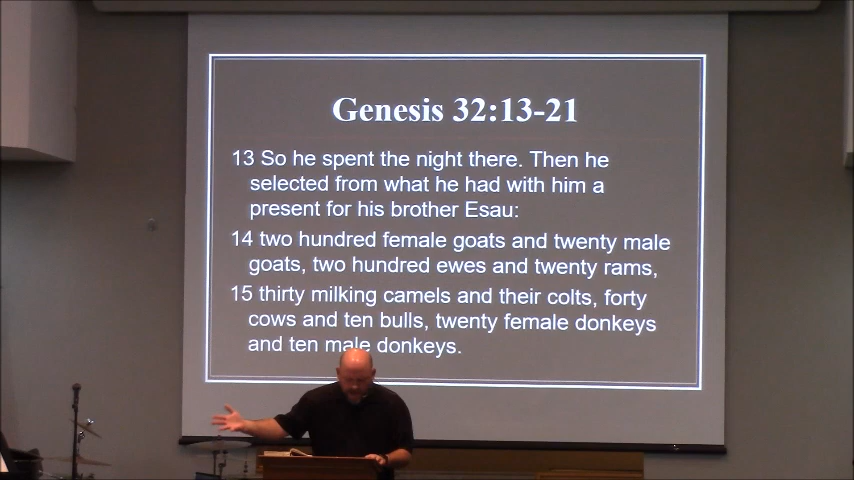 Genesis 32:13-21
13 So he spent the night there. Then he
selected from what he had with him a
present for his brother Esau:
14 two hundred female goats and twenty male
goats, two hundred ewes and twenty rams,
15 thirty milking camels and their colts, forty
cows and ten bulls, twenty female donkeys
and ten male donkeys.